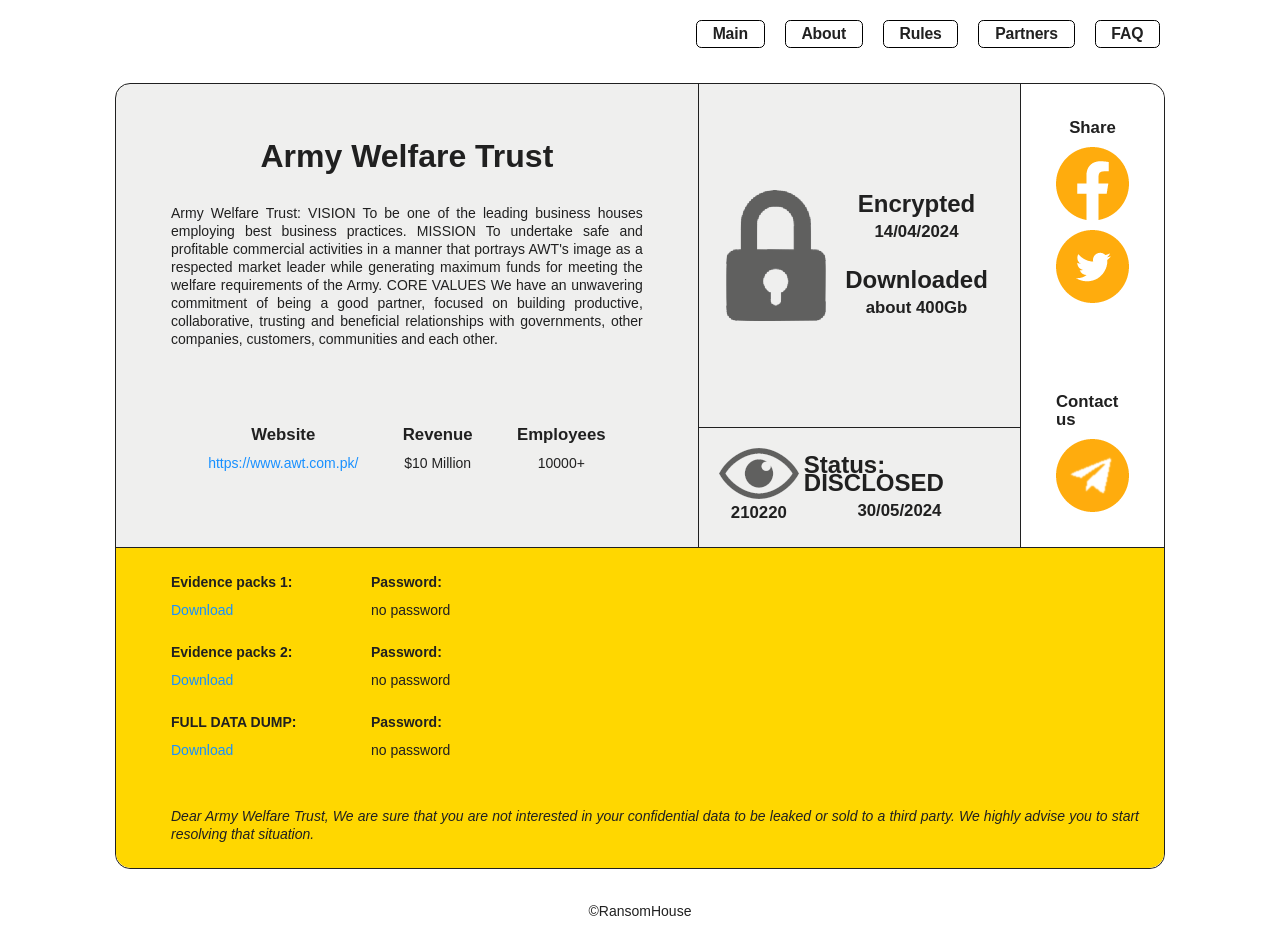 Main About Rules Partners FAQ
Army Welfare Trust
Army Welfare Trust: VISION To be one of the leading business houses
employing best business practices. MISSION To undertake safe and
profitable commercial activities in a manner that portrays AWT's image as a
respected market leader while generating maximum funds for meeting the
welfare requirements of the Army. CORE VALUES We have an unwavering
commitment of being a good partner, focused on building productive,
collaborative, trusting and beneficial relationships with governments, other
companies, customers, communities and each other.
Website Revenue Employees
https://www.awt.com.pk/ $10 Million 10000+
Encrypted
14/04/2024
Downloaded
about 400Gb
Status:
DISCLOSED
210220 30/05/2024
Share
Contact
us
Evidence packs 1: Password:
Download no password
Evidence packs 2: Password:
Download no password
FULL DATA DUMP: Password:
Download no password
Dear Army Welfare Trust, We are sure that you are not interested in your confidential data to be leaked or sold to a third party. We highly advise you to start
resolving that situation.
©RansomHouse